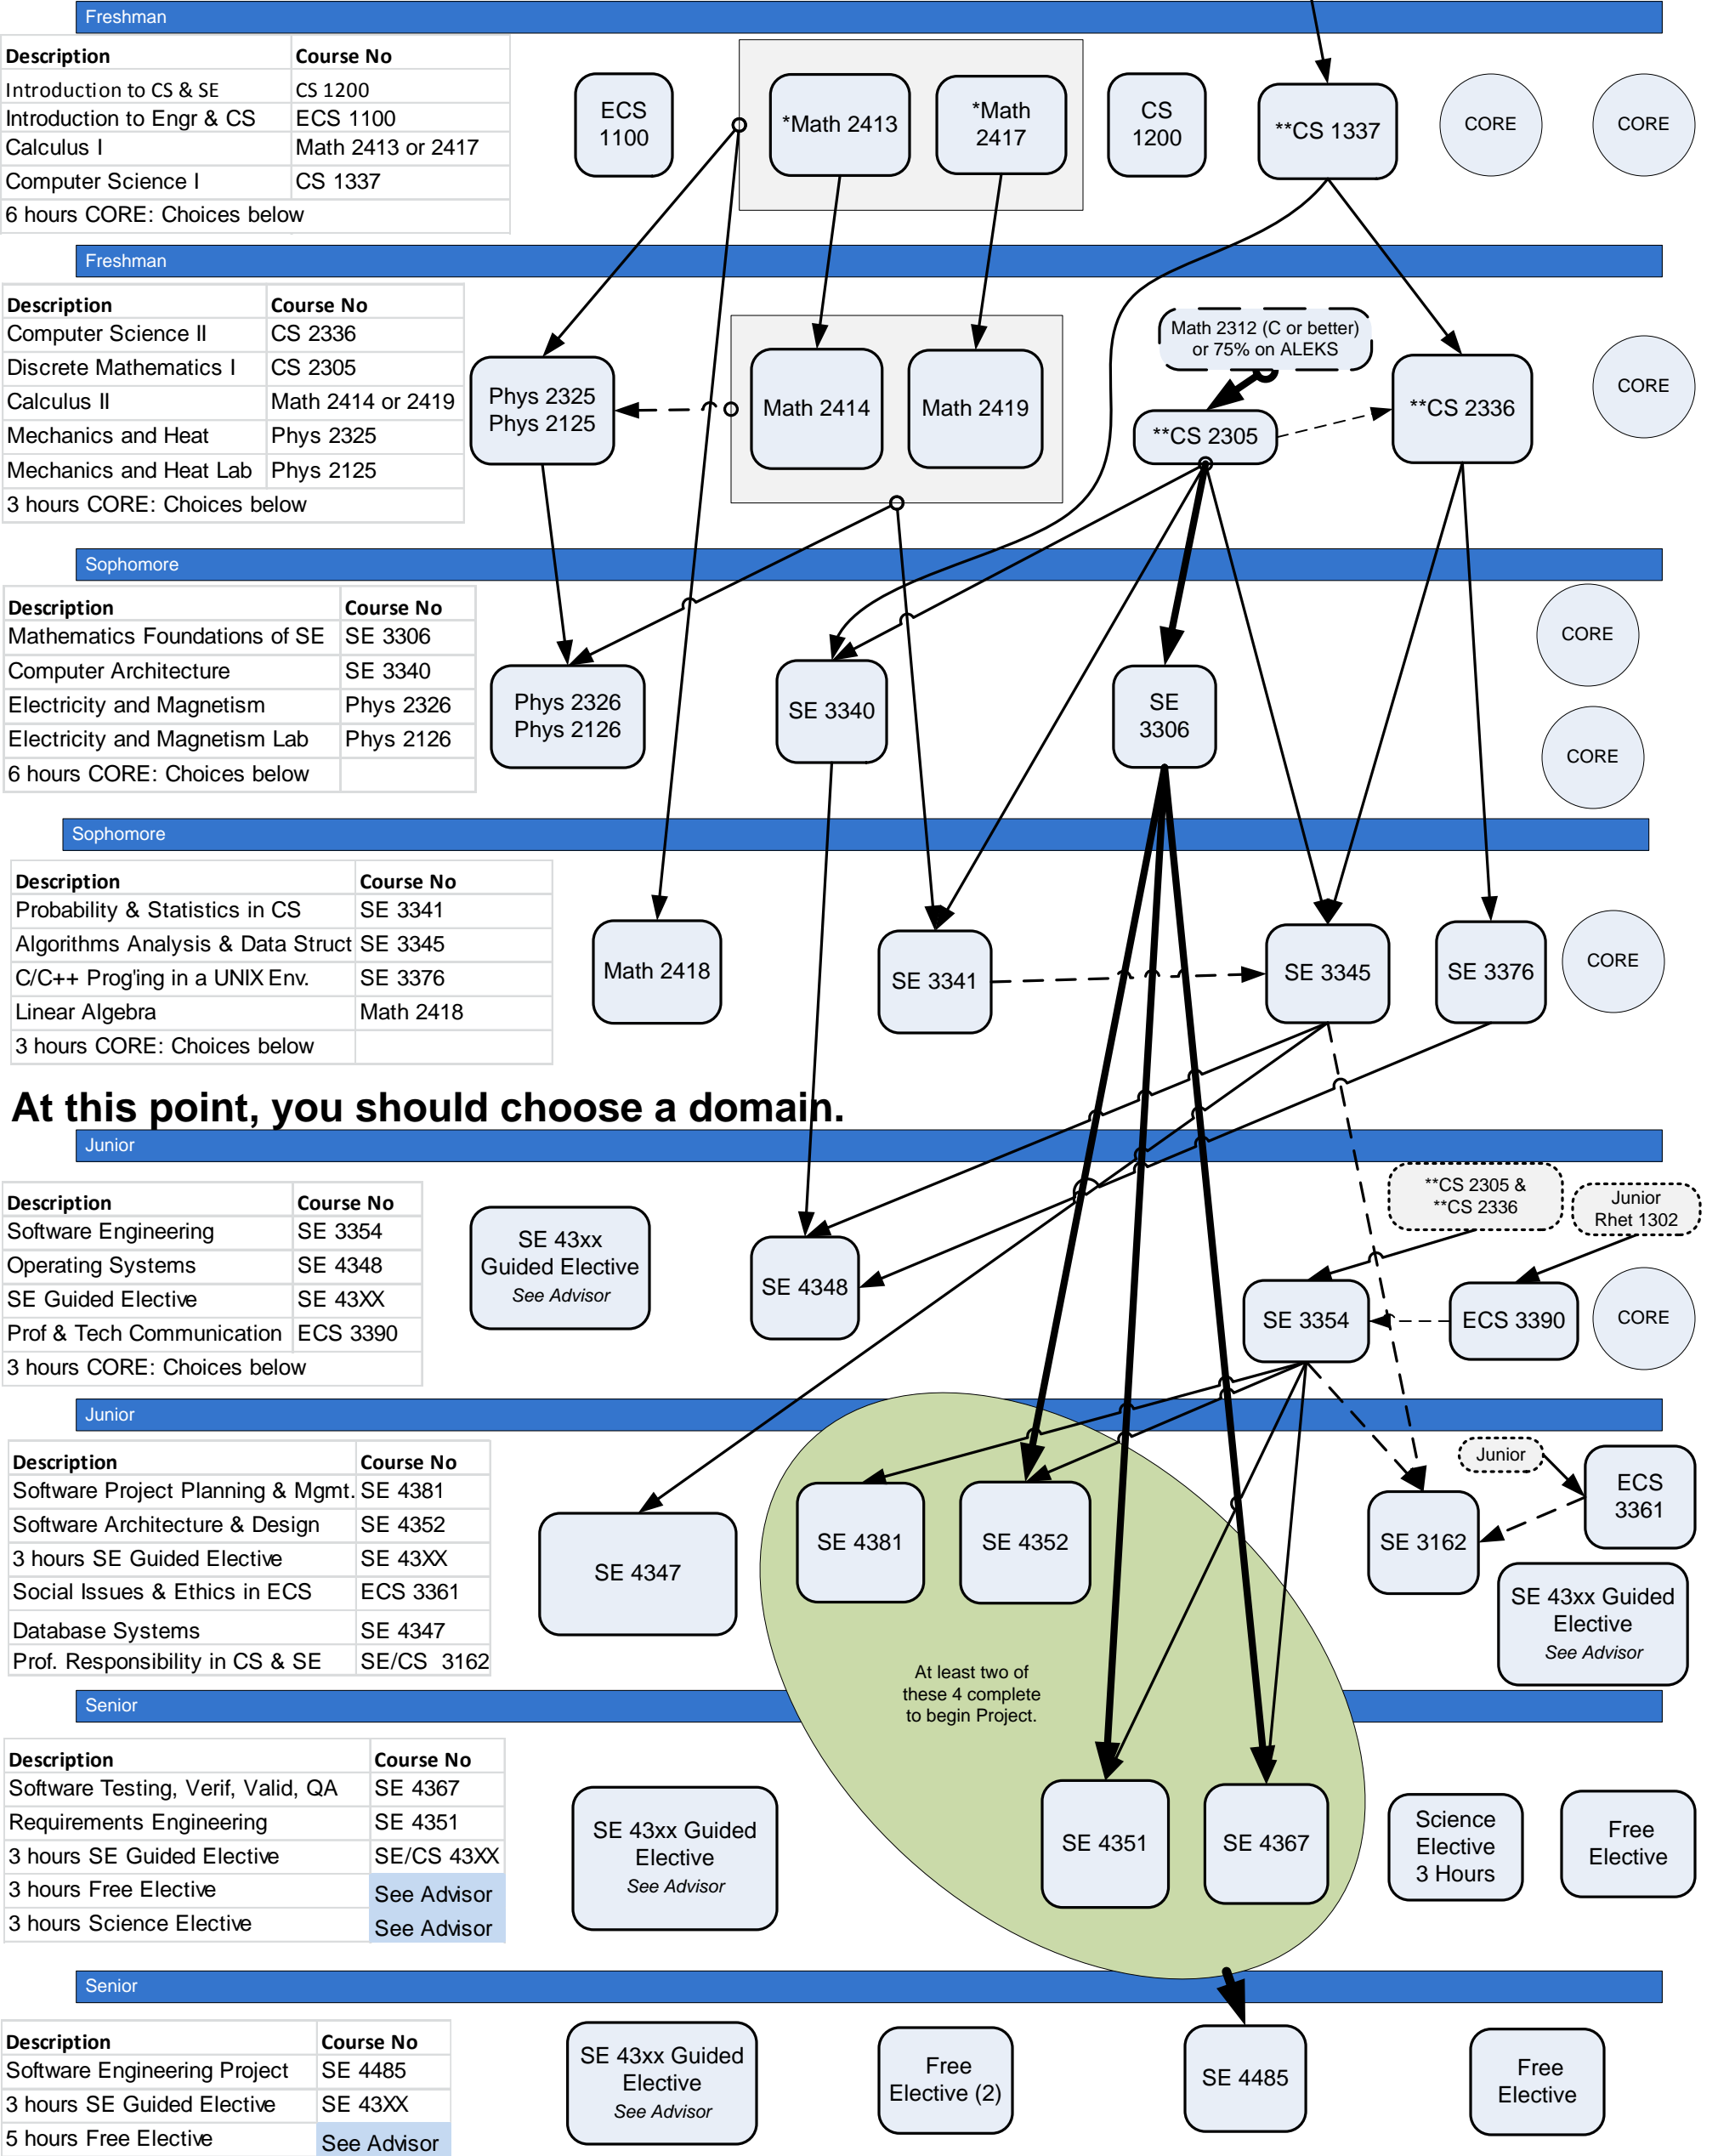 Freshman
Description Course No
Introduction to CS & SE CS 1200
Introduction to Engr & CS ECS 1100
Calculus I Math 2413 or 2417
Computer Science I CS 1337
6 hours CORE: Choices below
ECS
1100
*Math 2413
*Math
2417
CS
1200
**CS 1337
CORE
CORE
Freshman
Description Course No
Computer Science II CS 2336
Discrete Mathematics I CS 2305
Calculus II Math 2414 or 2419
Mechanics and Heat Phys 2325
Mechanics and Heat Lab Phys 2125
3 hours CORE: Choices below
Phys 2325
Phys 2125
Math 2414
Math 2419
Math 2312 (C or better)
or 75% on ALEKS
**CS 2305
**CS 2336
CORE
Sophomore
Description Course No
Mathematics Foundations of SE SE 3306
Computer Architecture SE 3340
Electricity and Magnetism Phys 2326
Electricity and Magnetism Lab Phys 2126
6 hours CORE: Choices below
Phys 2326
Phys 2126
SE 3340
SE
3306
CORE
CORE
Sophomore
Description Course No
Probability & Statistics in CS SE 3341
Algorithms Analysis & Data Struct SE 3345
C/C++ Prog'ing in a UNIX Env. SE 3376
Linear Algebra Math 2418
3 hours CORE: Choices below
Math 2418
SE 3341
SE 3345
SE 3376
CORE
At this point, you should choose a domain.
Junior
Description Course No
Software Engineering SE 3354
Operating Systems SE 4348
SE Guided Elective SE 43XX
Prof & Tech Communication ECS 3390
3 hours CORE: Choices below
SE 43xx
Guided Elective
See Advisor
SE 4348
**CS 2305 &
**CS 2336
Junior
Rhet 1302
SE 3354
ECS 3390
CORE
Junior
Description Course No
Software Project Planning & Mgmt. SE 4381
Software Architecture & Design SE 4352
3 hours SE Guided Elective SE 43XX
Social Issues & Ethics in ECS ECS 3361
Database Systems SE 4347
Prof. Responsibility in CS & SE SE/CS 3162
SE 4347
SE 4381
SE 4352
Junior
ECS
3361
SE 3162
SE 43xx Guided
Elective
See Advisor
At least two of
these 4 complete
to begin Project.
Senior
Description Course No
Software Testing, Verif, Valid, QA SE 4367
Requirements Engineering SE 4351
3 hours SE Guided Elective SE/CS 43XX
3 hours Free Elective See Advisor
3 hours Science Elective See Advisor
SE 43xx Guided
Elective
See Advisor
SE 4351
SE 4367
Science
Elective
3 Hours
Free
Elective
Senior
Description Course No
Software Engineering Project SE 4485
3 hours SE Guided Elective SE 43XX
5 hours Free Elective See Advisor
SE 43xx Guided
Elective
See Advisor
Free
Elective (2)
SE 4485
Free
Elective